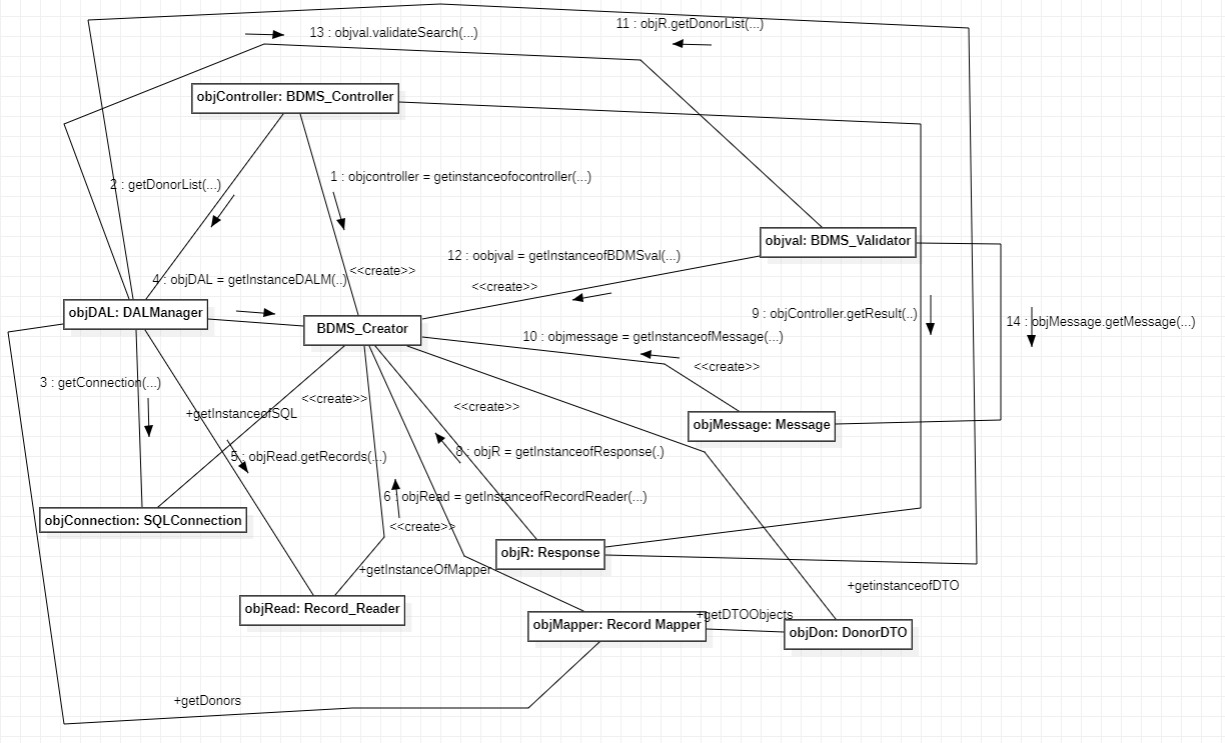 11 : objR.getDonorList(...)
13 : objval.validateSearch(...)
objController: BDMS_Controller
2 : getDonorList(...)
1 : objcontroller = getinstanceofocontroller(...)
objval: BDMS_Validator
12 : oobjval = getInstanceofBDMSval(...)
<<create>>
4 : objDAL = getInstanceDALM(..)
<<create>>
objDAL: DALManager
9 : objController.getResult(..)
14 : objMessage.getMessage(...)
BDMS_Creator
10 : objmessage = getInstanceofMessage(...)
<<create>>
3 : getConnection(...)
<<create>>
<<create>>
+getInstanceofSQL
objMessage: Message
8 : objR = getInstanceofResponse(.)
5 : objRead.getRecords(...)
6 : objRead = getInstanceofRecordReader(...)
objConnection: SQLConnection
<<create>>
objR: Response
+getInstanceOfMapper
+getinstanceofDTO
objRead: Record_Reader
+getDTOObjects
objMapper: Record Mapper
objDon: DonorDTO
+getDonors